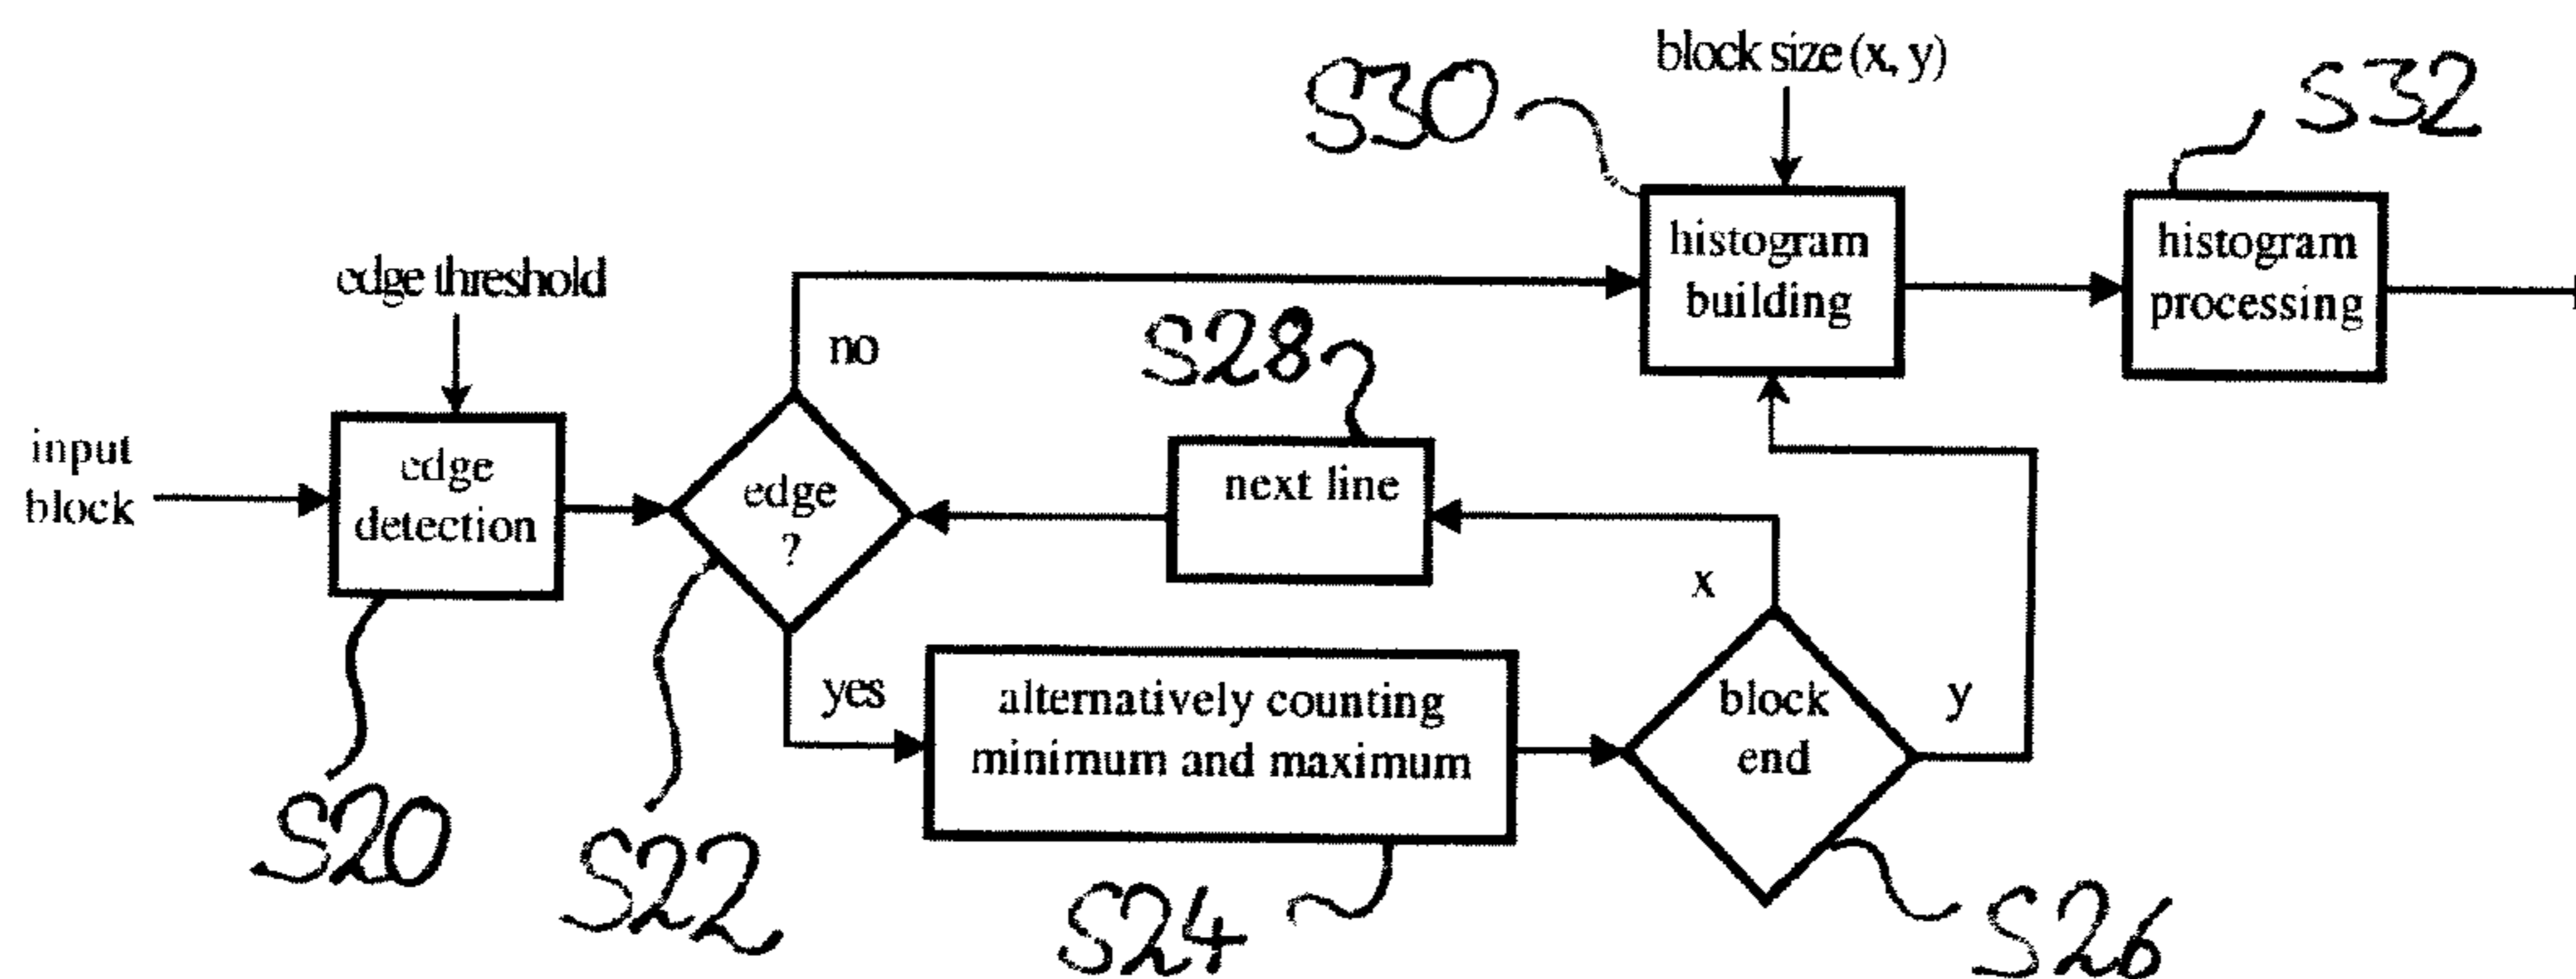 block size (x, y)
S30
S32
histogram
building
histogram
processing
edge threshold
no
S28
input
block
edge
detection
edge
?
next line
x
yes
alternatively counting
minimum and maximum
block
end
y
S20
S22
S24
S26